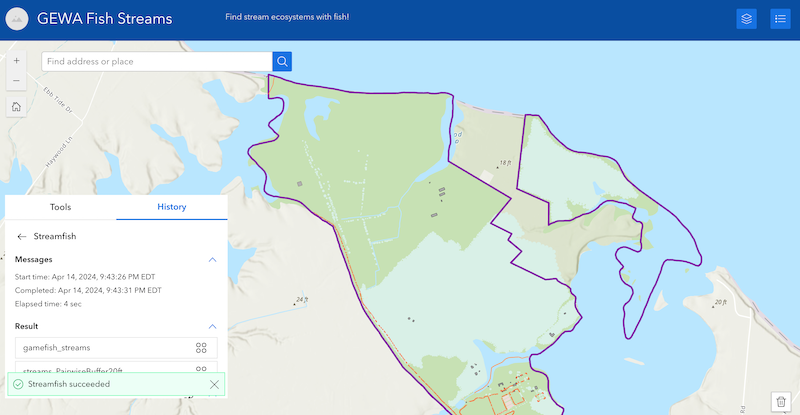 GEWA Fish Streams
Find stream ecosystems with fish!
Find address or place
Ebb Tide Dr
Haywood Ln
18 ft
Tools
History
Streamfish
Messages
Start time: Apr 14, 2024, 9:43:26 PM EDT
Completed: Apr 14, 2024, 9:43:31 PM EDT
Elapsed time: 4 sec
24 ft
20 ft
Result
gamefish_streams
streams_PairwiseBuffer20ft
Streamfish succeeded